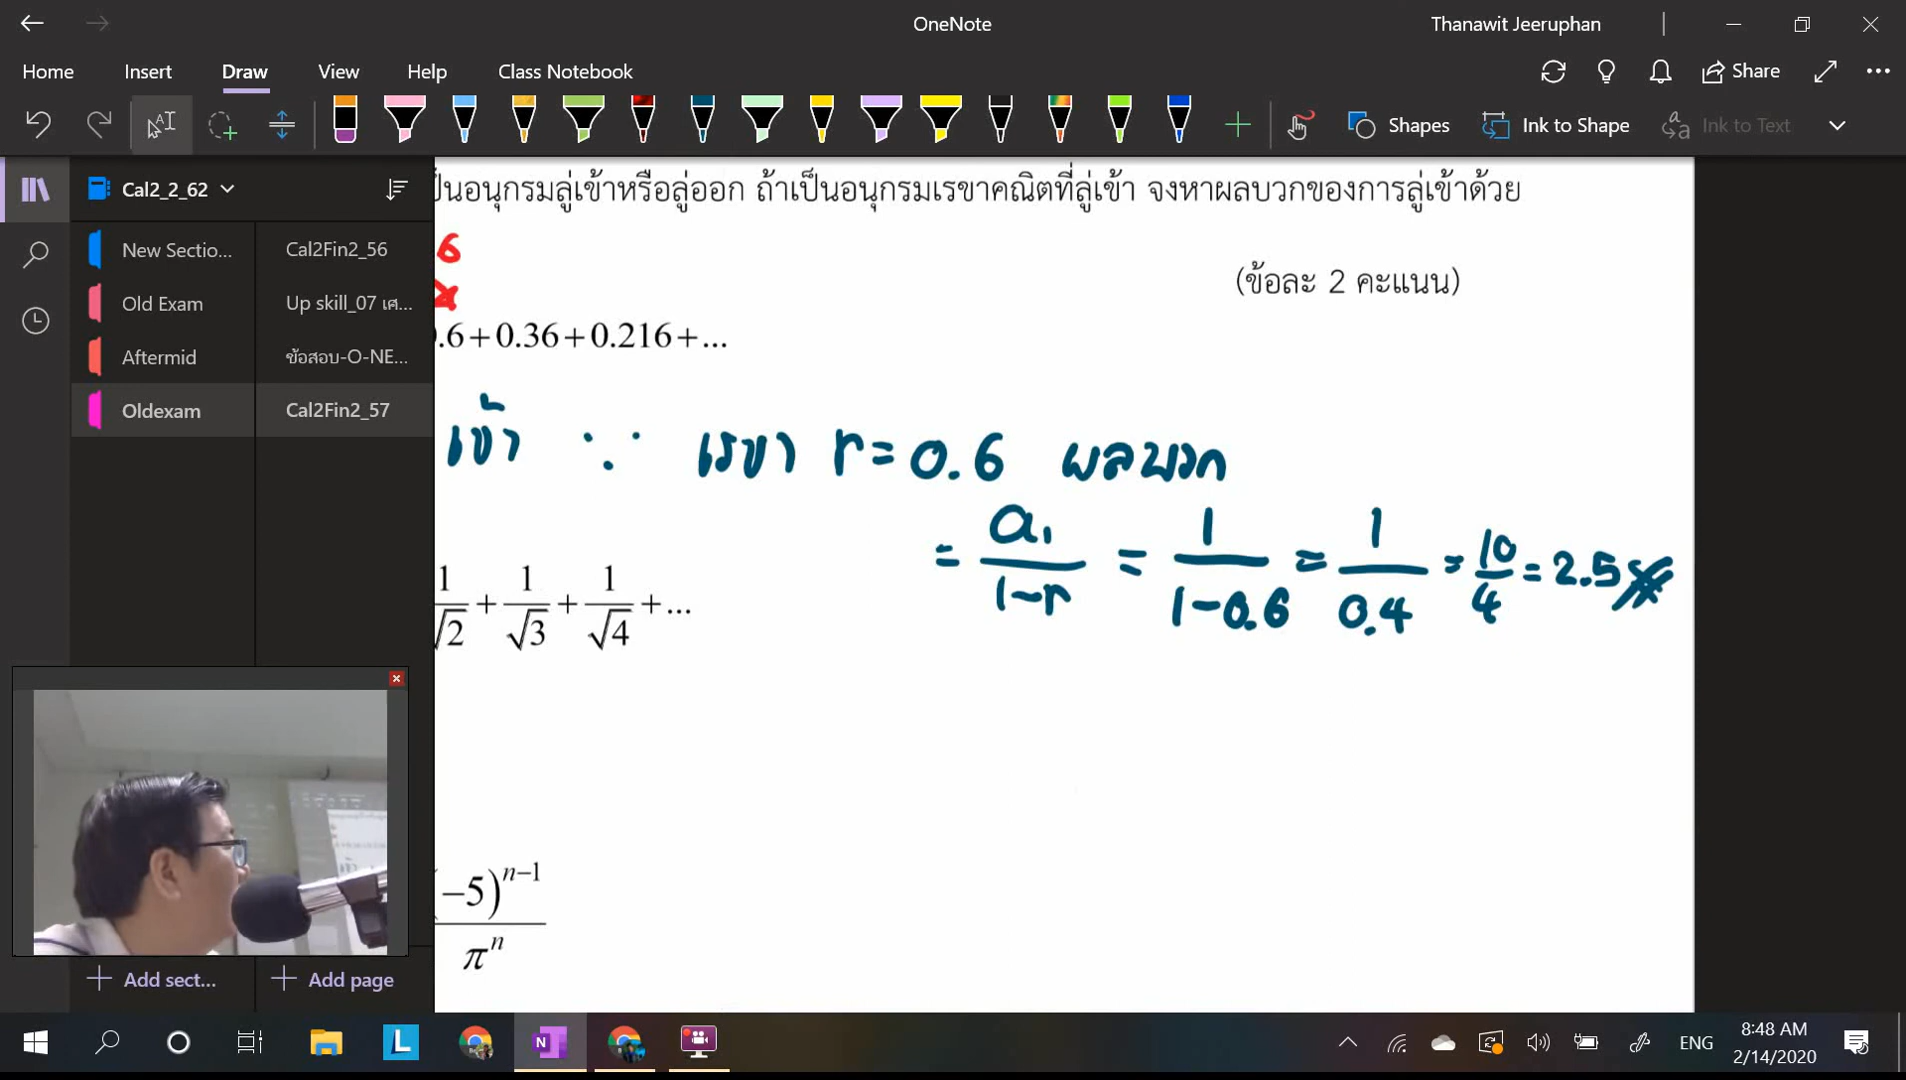 OneNote
Thanawit Jeeruphan
Home Insert Draw View Help Class Notebook
Share
Shapes Ink to Shape Ink to Text
Cal2_2_62
New Sectio...
Old Exam
Aftermid
Oldexam
Cal2Fin2_56
Up skill_07 เศ...
ข้อสอบ-O-NE...
Cal2Fin2_57
Add sect...
Add page
ป็นอนุกรมลู่เข้าหรือลู่ออก ถ้าเป็นอนุกรมเรขาคณิตที่ลู่เข้า จงหาผลบวกของการลู่เข้าด้วย
6
(ข้อละ 2 คะแนน)
.6+0.36+0.216+...
เข้า ∵ เรขา r = 0.6 ผลบวก
= a₁/(1-r) = 1/(1-0.6) = 1/0.4 = 10/4 = 2.5
1/√2 + 1/√3 + 1/√4 + ...
(-5)^(n-1)
π^n
L
N
ENG
8:48 AM
2/14/2020